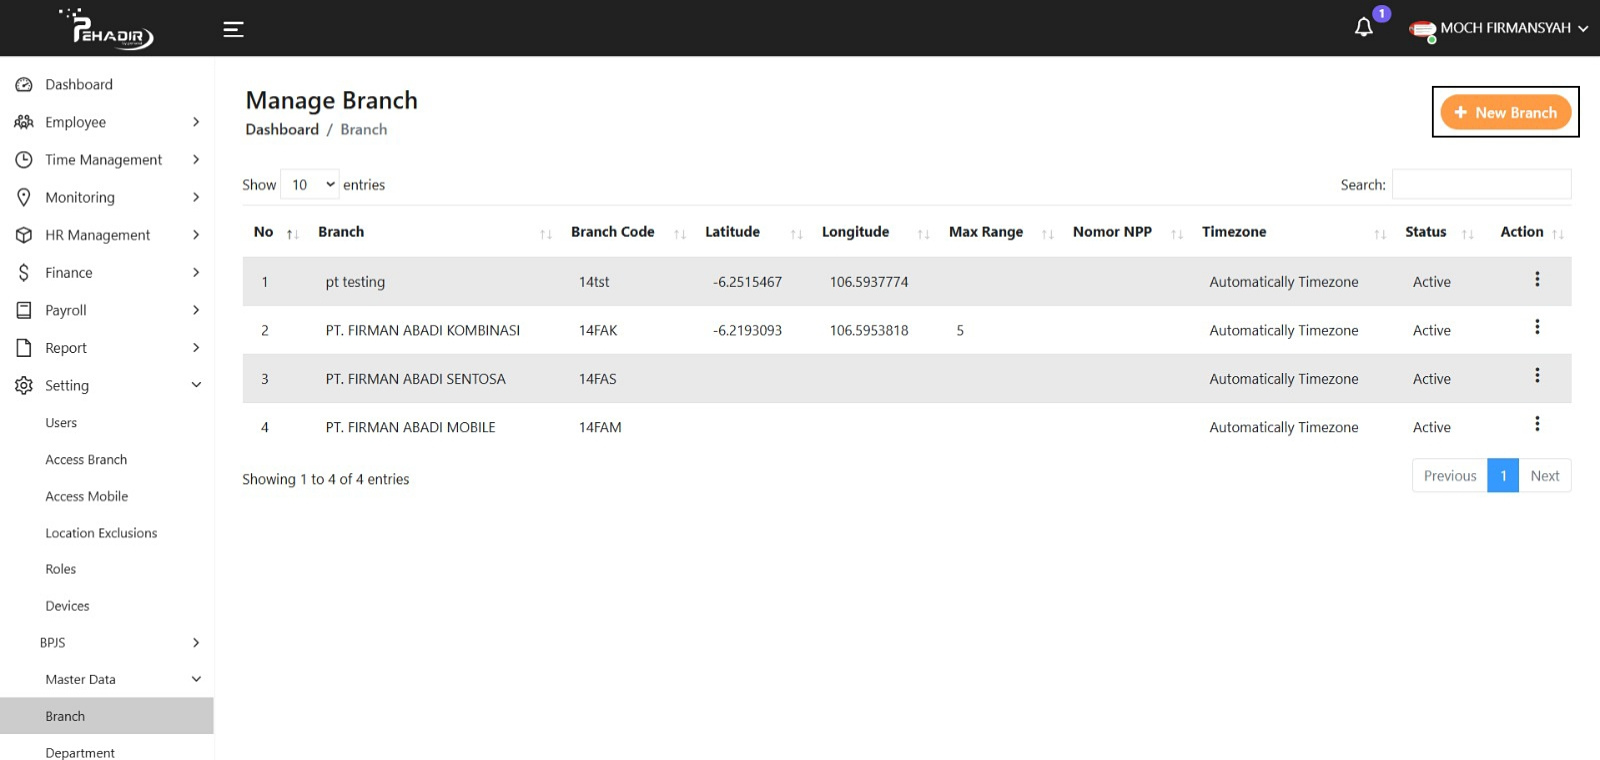 PEHADIR
1
MOCH FIRMANSYAH
Dashboard
Employee
Time Management
Monitoring
HR Management
Finance
Payroll
Report
Setting
Users
Access Branch
Access Mobile
Location Exclusions
Roles
Devices
BPJS
Master Data
Branch
Department
Manage Branch
Dashboard / Branch
+ New Branch
Show 10 entries
Search:
No Branch Branch Code Latitude Longitude Max Range Nomor NPP Timezone Status Action
1 pt testing 14tst -6.2515467 106.5937774 Automatically Timezone Active
2 PT. FIRMAN ABADI KOMBINASI 14FAK -6.2193093 106.5953818 5 Automatically Timezone Active
3 PT. FIRMAN ABADI SENTOSA 14FAS Automatically Timezone Active
4 PT. FIRMAN ABADI MOBILE 14FAM Automatically Timezone Active
Showing 1 to 4 of 4 entries
Previous 1 Next